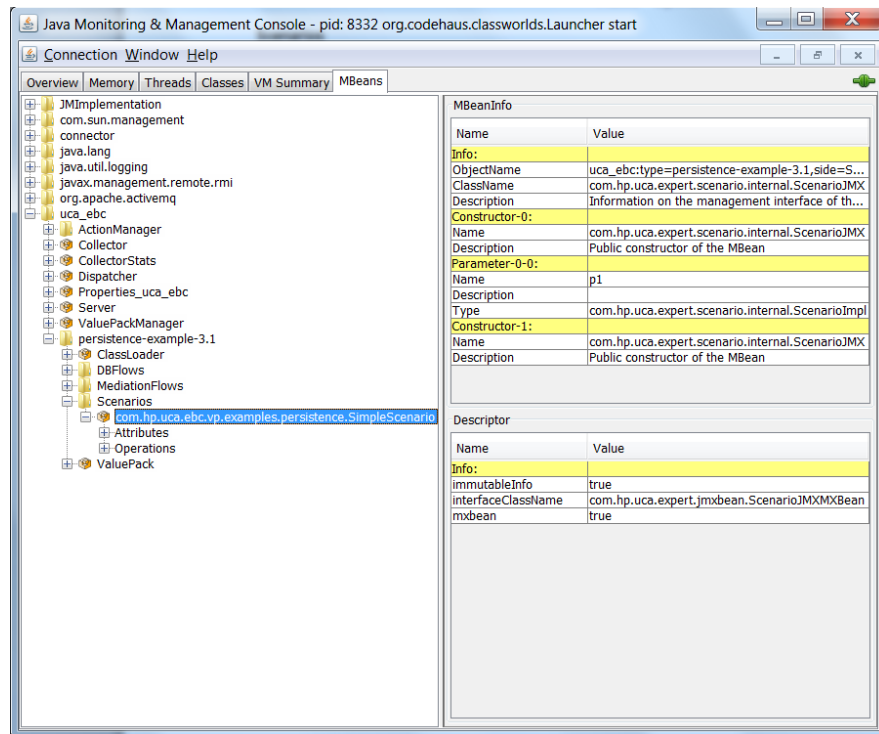 Java Monitoring & Management Console - pid: 8332 org.codehaus.classworlds.Launcher start
Connection Window Help
Overview Memory Threads Classes VM Summary MBeans
JMImplementation
com.sun.management
connector
java.lang
java.util.logging
javax.management.remote.rmi
org.apache.activemq
uca_ebc
ActionManager
Collector
CollectorStats
Dispatcher
Properties_uca_ebc
Server
ValuePackManager
persistence-example-3.1
ClassLoader
DBFlows
MediationFlows
Scenarios
com.hp.uca.ebc.vp.examples.persistence.SimpleScenario
Attributes
Operations
ValuePack
MBeanInfo
Name Value
Info:
ObjectName uca_ebc:type=persistence-example-3.1,side=S...
ClassName com.hp.uca.expert.scenario.internal.ScenarioJMX
Description Information on the management interface of th...
Constructor-0:
Name com.hp.uca.expert.scenario.internal.ScenarioJMX
Description Public constructor of the MBean
Parameter-0-0:
Name p1
Description
Type com.hp.uca.expert.scenario.internal.ScenarioImpl
Constructor-1:
Name com.hp.uca.expert.scenario.internal.ScenarioJMX
Description Public constructor of the MBean
Descriptor
Name Value
Info:
immutableInfo true
interfaceClassName com.hp.uca.expert.jmxbean.ScenarioJMXMXBean
mxbean true